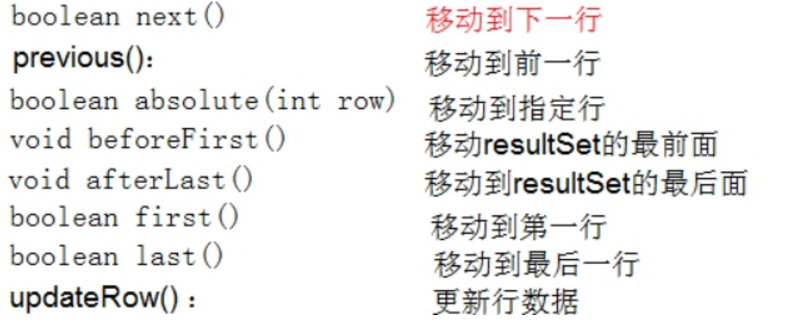 boolean next() 移动到下一行
previous(): 移动到前一行
boolean absolute(int row) 移动到指定行
void beforeFirst() 移动resultSet的最前面
void afterLast() 移动到resultSet的最后面
boolean first() 移动到第一行
boolean last() 移动到最后一行
updateRow() : 更新行数据